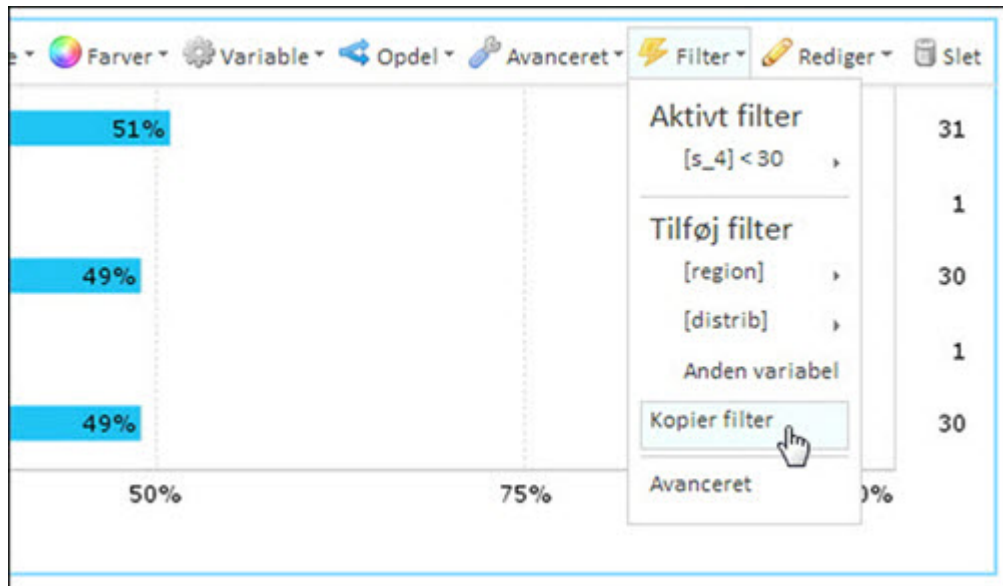 e Farver Variable Opdel Avanceret Filter Rediger Slet
51%
31
1
49%
30
1
49%
30
50%
75%
0%
Aktivt filter
[s_4] < 30
Tilføj filter
[region]
[distrib]
Anden variabel
Kopier filter
Avanceret